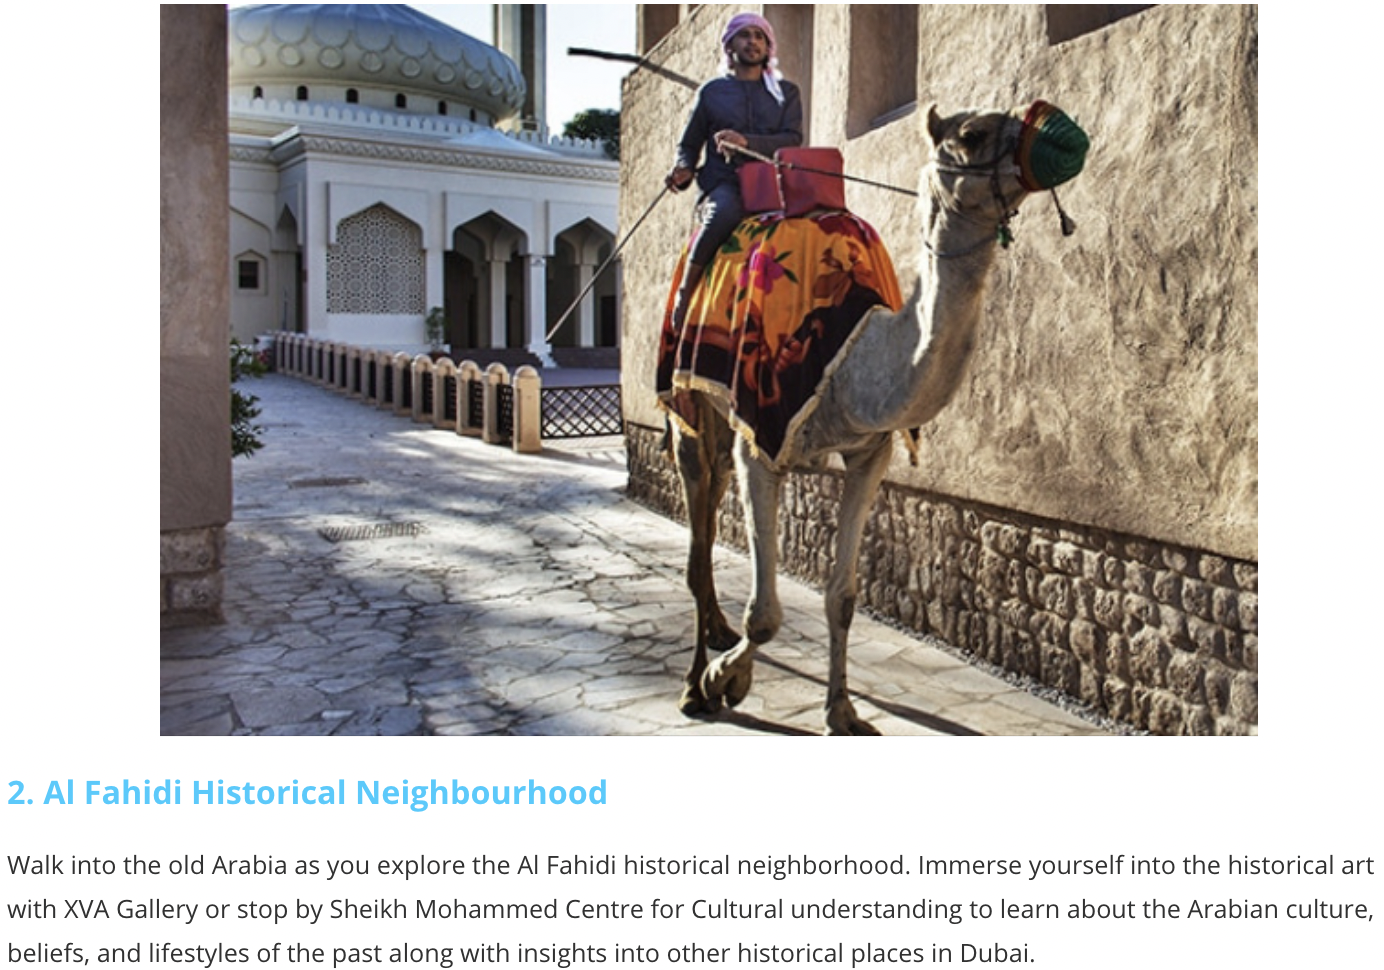 2. Al Fahidi Historical Neighbourhood
Walk into the old Arabia as you explore the Al Fahidi historical neighborhood. Immerse yourself into the historical art
with XVA Gallery or stop by Sheikh Mohammed Centre for Cultural understanding to learn about the Arabian culture,
beliefs, and lifestyles of the past along with insights into other historical places in Dubai.